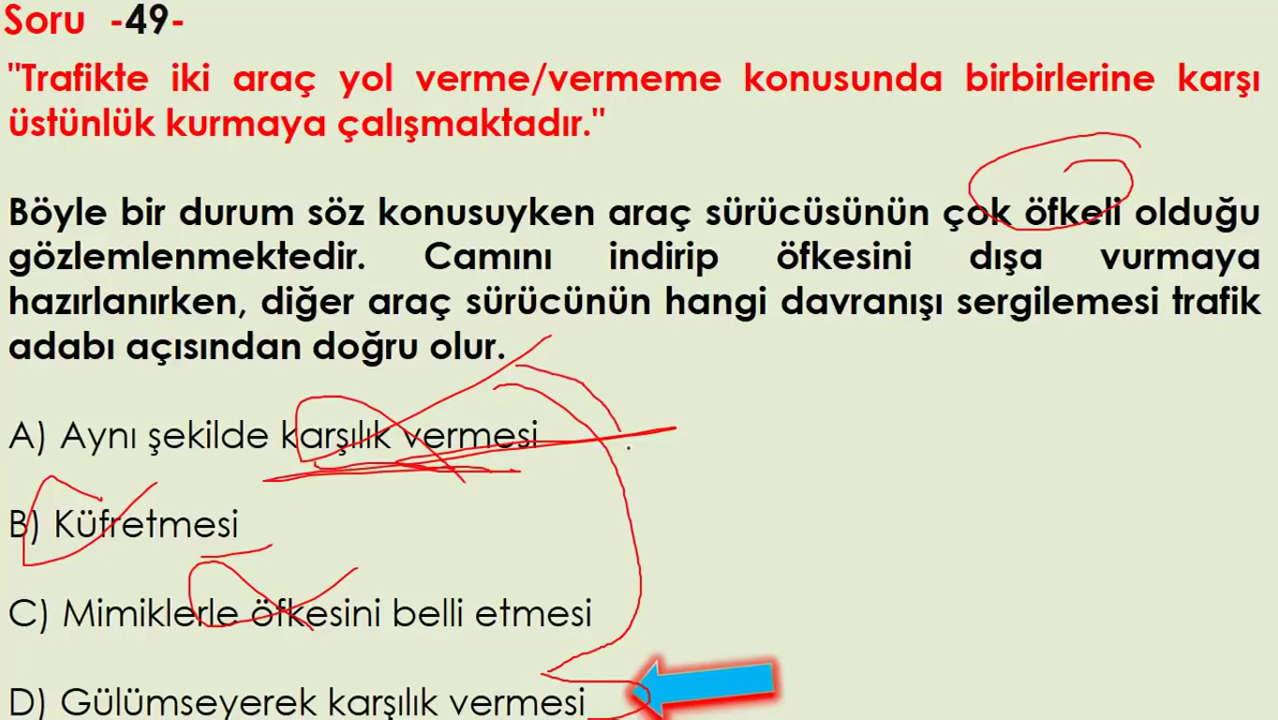 Soru -49-
"Trafikte iki araç yol verme/vermeme konusunda birbirlerine karşı
üstünlük kurmaya çalışmaktadır."
Böyle bir durum söz konusuyken araç sürücüsünün çok öfkeli olduğu
gözlemlenmektedir. Camını indirip öfkesini dışa vurmaya
hazırlanırken, diğer araç sürücünün hangi davranışı sergilemesi trafik
adabı açısından doğru olur.
A) Aynı şekilde karşılık vermesi
B) Küfretmesi
C) Mimiklerle öfkesini belli etmesi
D) Gülümseyerek karşılık vermesi